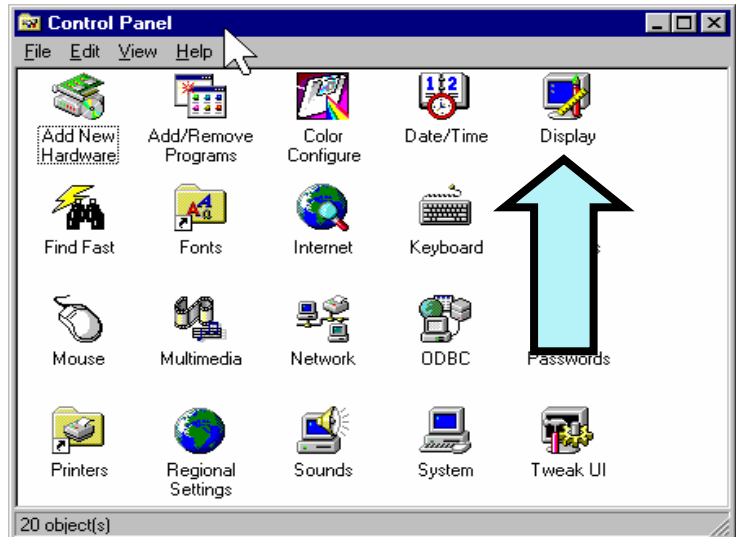 Control Panel
File Edit View Help
Add New Hardware
Add/Remove Programs
Color Configure
Date/Time
Display
Find Fast
Fonts
Internet
Keyboard
Mouse
Multimedia
Network
ODBC
Passwords
Printers
Regional Settings
Sounds
System
Tweak UI
20 object(s)